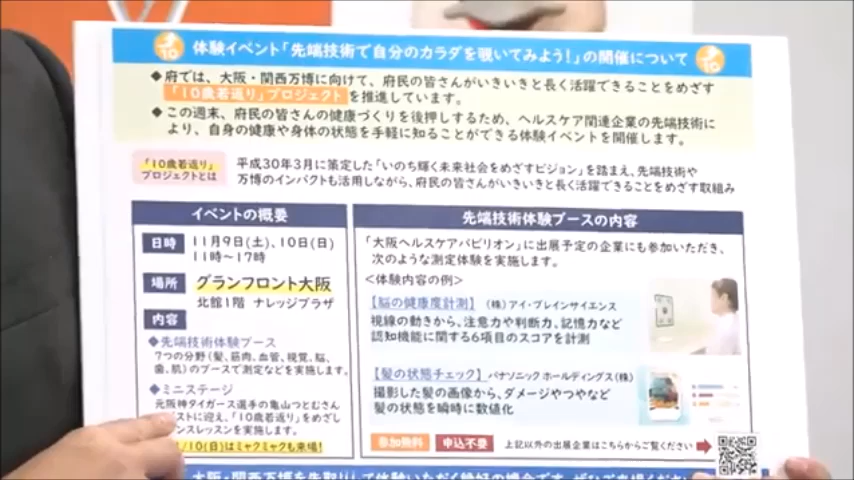 体験イベント「先端技術で自分のカラダを覗いてみよう！」の開催について
◆府では、大阪・関西万博に向けて、府民の皆さんがいきいきと長く活躍できることをめざす
「10歳若返り」プロジェクトを推進しています。
◆この週末、府民の皆さんの健康づくりを後押しするため、ヘルスケア関連企業の先端技術に
より、自身の健康や身体の状態を手軽に知ることができる体験イベントを開催します。
「10歳若返り」
プロジェクトとは
平成30年3月に策定した「いのち輝く未来社会をめざすビジョン」を踏まえ、先端技術や
万博のインパクトも活用しながら、府民の皆さんがいきいきと長く活躍できることをめざす取組み
イベントの概要
日時 11月9日(土)、10日(日)
11時～17時
場所 グランフロント大阪
北館1階 ナレッジプラザ
内容
◆先端技術体験ブース
7つの分野(髪、筋肉、血管、視覚、脳、
歯、肌)のブースで測定などを実施します。
◆ミニステージ
元阪神タイガース選手の亀山つとむさん
ストに迎え、「10歳若返り」をめざし
ンスレッスンを実施します。
1/10(日)はミャクミャクも来場！
先端技術体験ブースの内容
「大阪ヘルスケアパビリオン」に出展予定の企業にも参加いただき、
次のような測定体験を実施します。
＜体験内容の例＞
【脳の健康度計測】 (株)アイ・ブレインサイエンス
視線の動きから、注意力や判断力、記憶力など
認知機能に関する6項目のスコアを計測
【髪の状態チェック】 パナソニック ホールディングス(株)
撮影した髪の画像から、ダメージやつやなど
髪の状態を瞬時に数値化
参加無料 申込不要 上記以外の出展企業はこちらからご覧ください
大阪・関西万博を先取りして体験いただく絶好の機会です。ぜひご来場ください